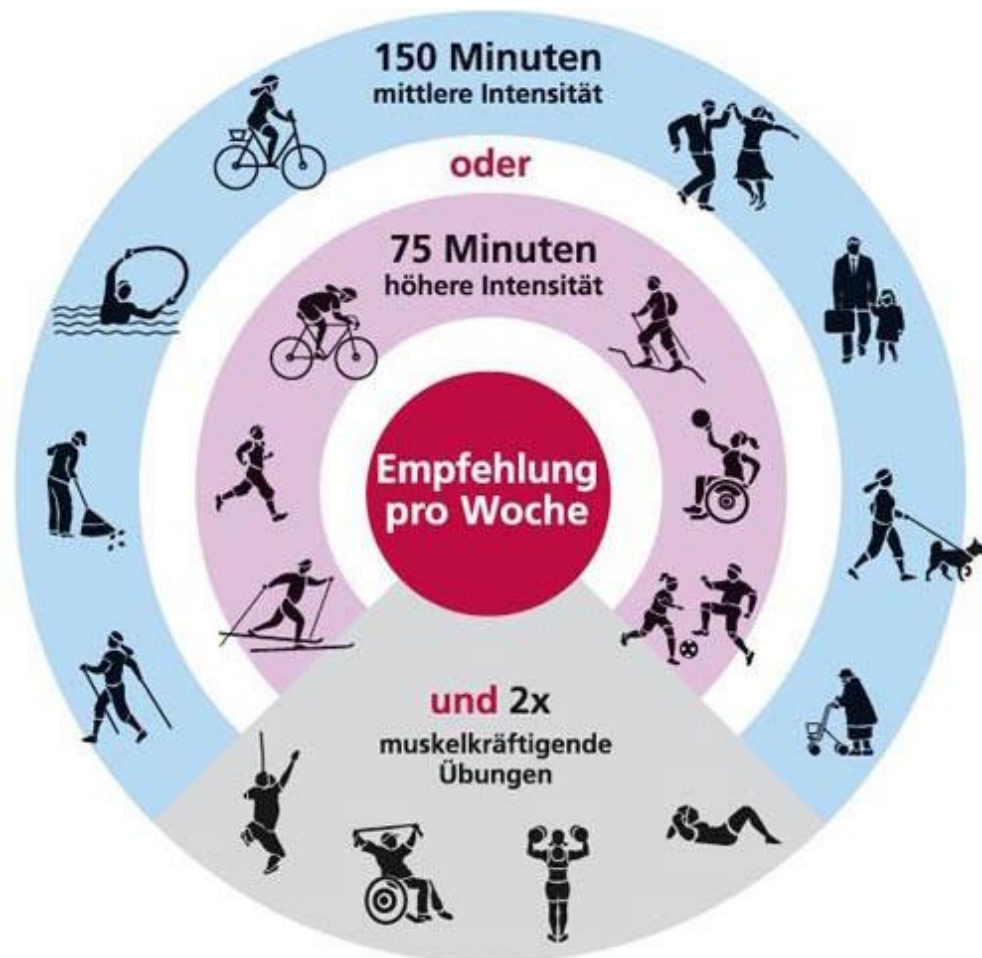 150 Minuten
mittlere Intensität
oder
75 Minuten
höhere Intensität
Empfehlung
pro Woche
und 2x
muskelkräftigende
Übungen